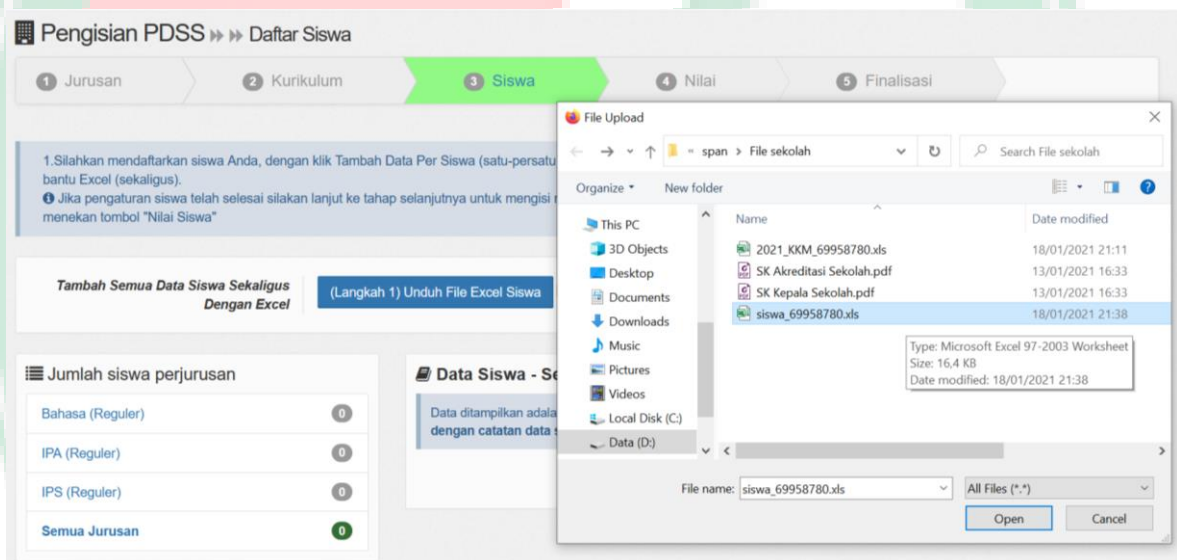 Pengisian PDSS » » Daftar Siswa
1 Jurusan
2 Kurikulum
3 Siswa
4 Nilai
5 Finalisasi
1.Silahkan mendaftarkan siswa Anda, dengan klik Tambah Data Per Siswa (satu-persatu
bantu Excel (sekaligus).
Jika pengaturan siswa telah selesai silakan lanjut ke tahap selanjutnya untuk mengisi
menekan tombol "Nilai Siswa"
Tambah Semua Data Siswa Sekaligus
Dengan Excel
(Langkah 1) Unduh File Excel Siswa
Jumlah siswa perjurusan
Bahasa (Reguler) 0
IPA (Reguler) 0
IPS (Reguler) 0
Semua Jurusan 0
Data Siswa - Se
Data ditampilkan adala
dengan catatan data
File Upload
« span > File sekolah
Search File sekolah
Organize
New folder
This PC
3D Objects
Desktop
Documents
Downloads
Music
Pictures
Videos
Local Disk (C:)
Data (D:)
Name Date modified
2021_KKM_69958780.xls 18/01/2021 21:11
SK Akreditasi Sekolah.pdf 13/01/2021 16:33
SK Kepala Sekolah.pdf 13/01/2021 16:33
siswa_69958780.xls 18/01/2021 21:38
Type: Microsoft Excel 97-2003 Worksheet
Size: 16,4 KB
Date modified: 18/01/2021 21:38
File name: siswa_69958780.xls
All Files (*.*)
Open
Cancel